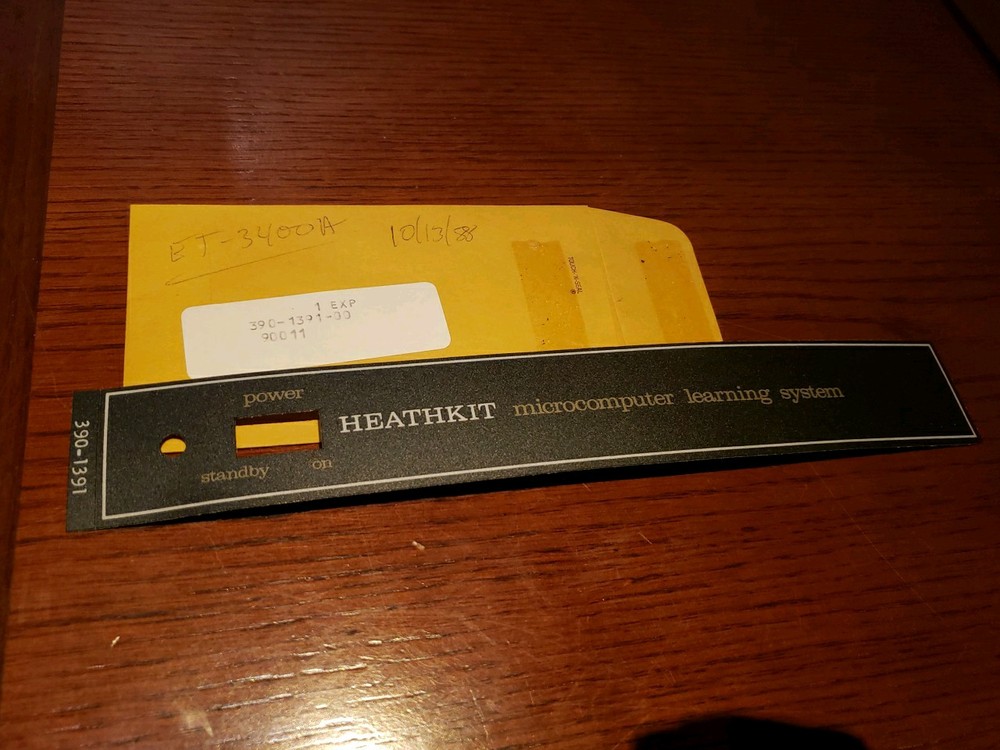 ET-3400A 10/13/88
1 EXP
390-1391-00
90011
power
HEATHKIT microcomputer learning system
standby on
390-1391